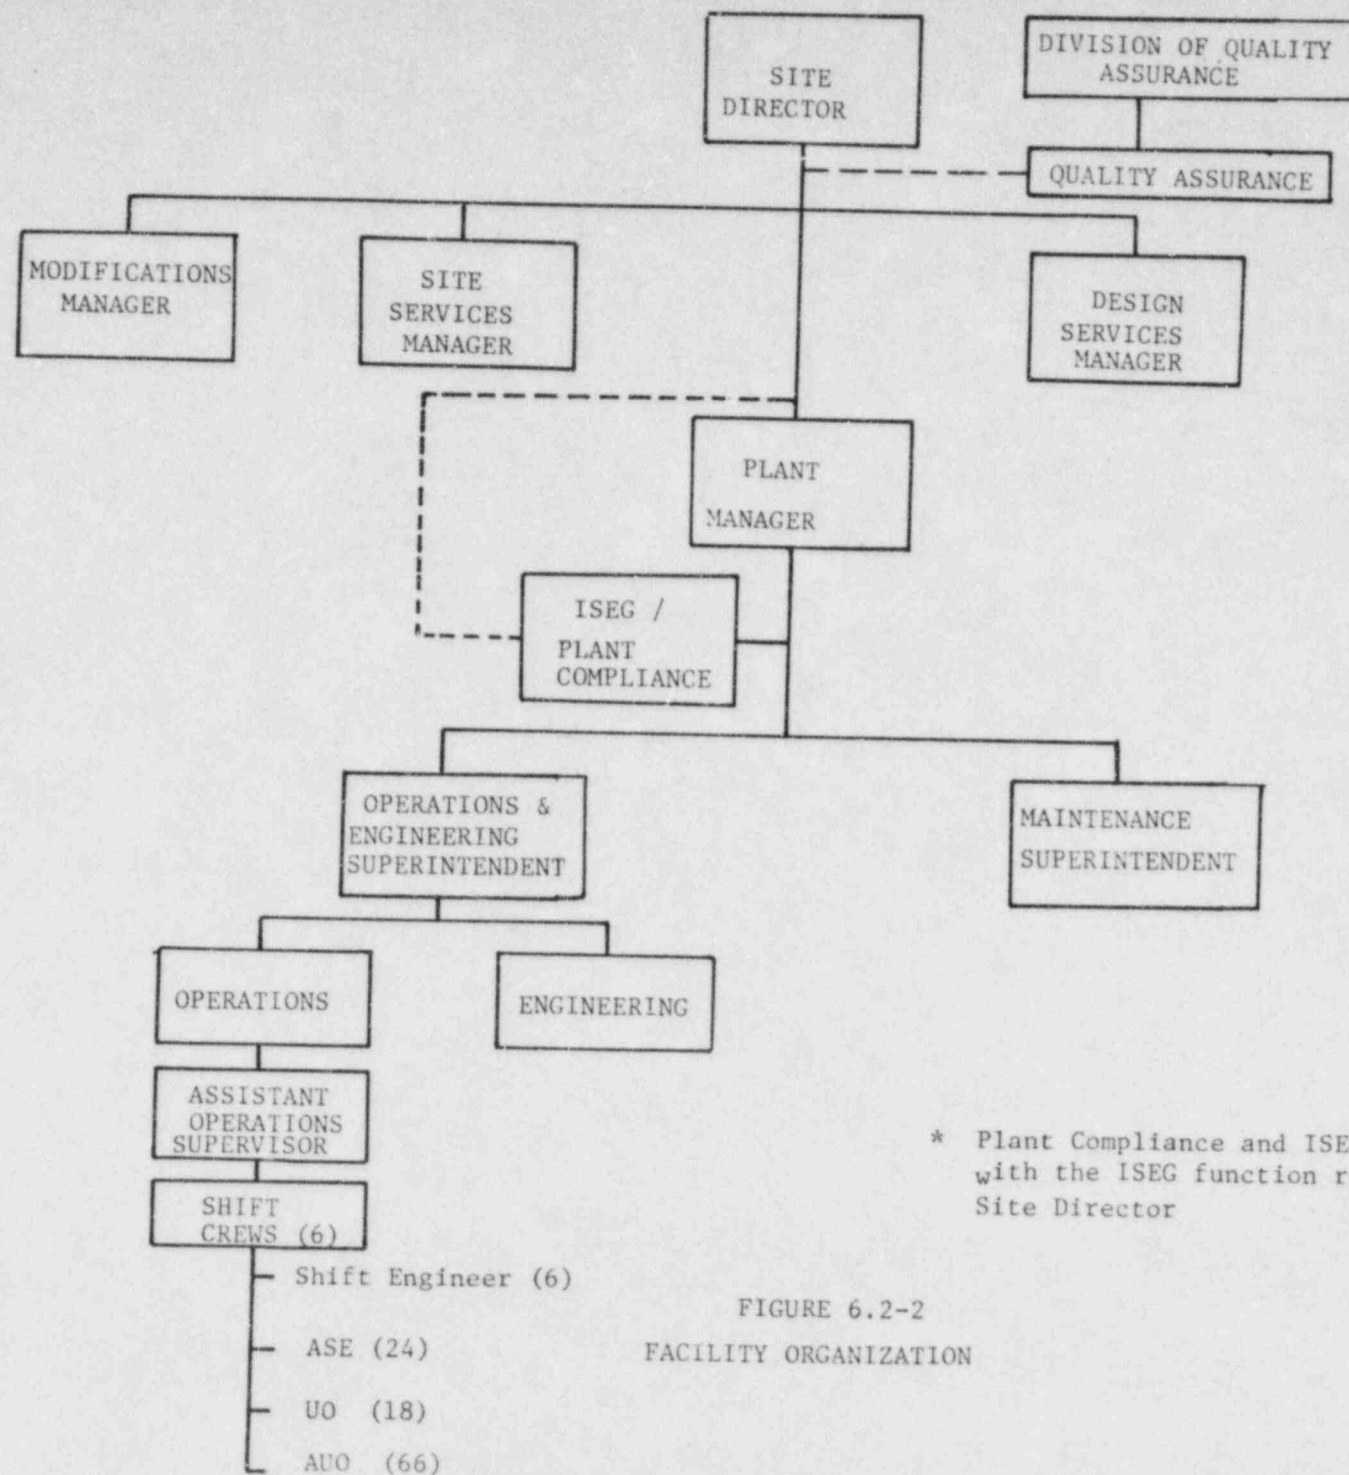 SITE
DIRECTOR
DIVISION OF QUALITY
ASSURANCE
QUALITY ASSURANCE
MODIFICATIONS
MANAGER
SITE
SERVICES
MANAGER
DESIGN
SERVICES
MANAGER
PLANT
MANAGER
ISEG /
PLANT
COMPLIANCE
OPERATIONS &
ENGINEERING
SUPERINTENDENT
MAINTENANCE
SUPERINTENDENT
OPERATIONS
ENGINEERING
ASSISTANT
OPERATIONS
SUPERVISOR
SHIFT
CREWS (6)
Shift Engineer (6)
ASE (24)
UO (18)
AUO (66)
* Plant Compliance and ISE
with the ISEG function r
Site Director
FIGURE 6.2-2
FACILITY ORGANIZATION